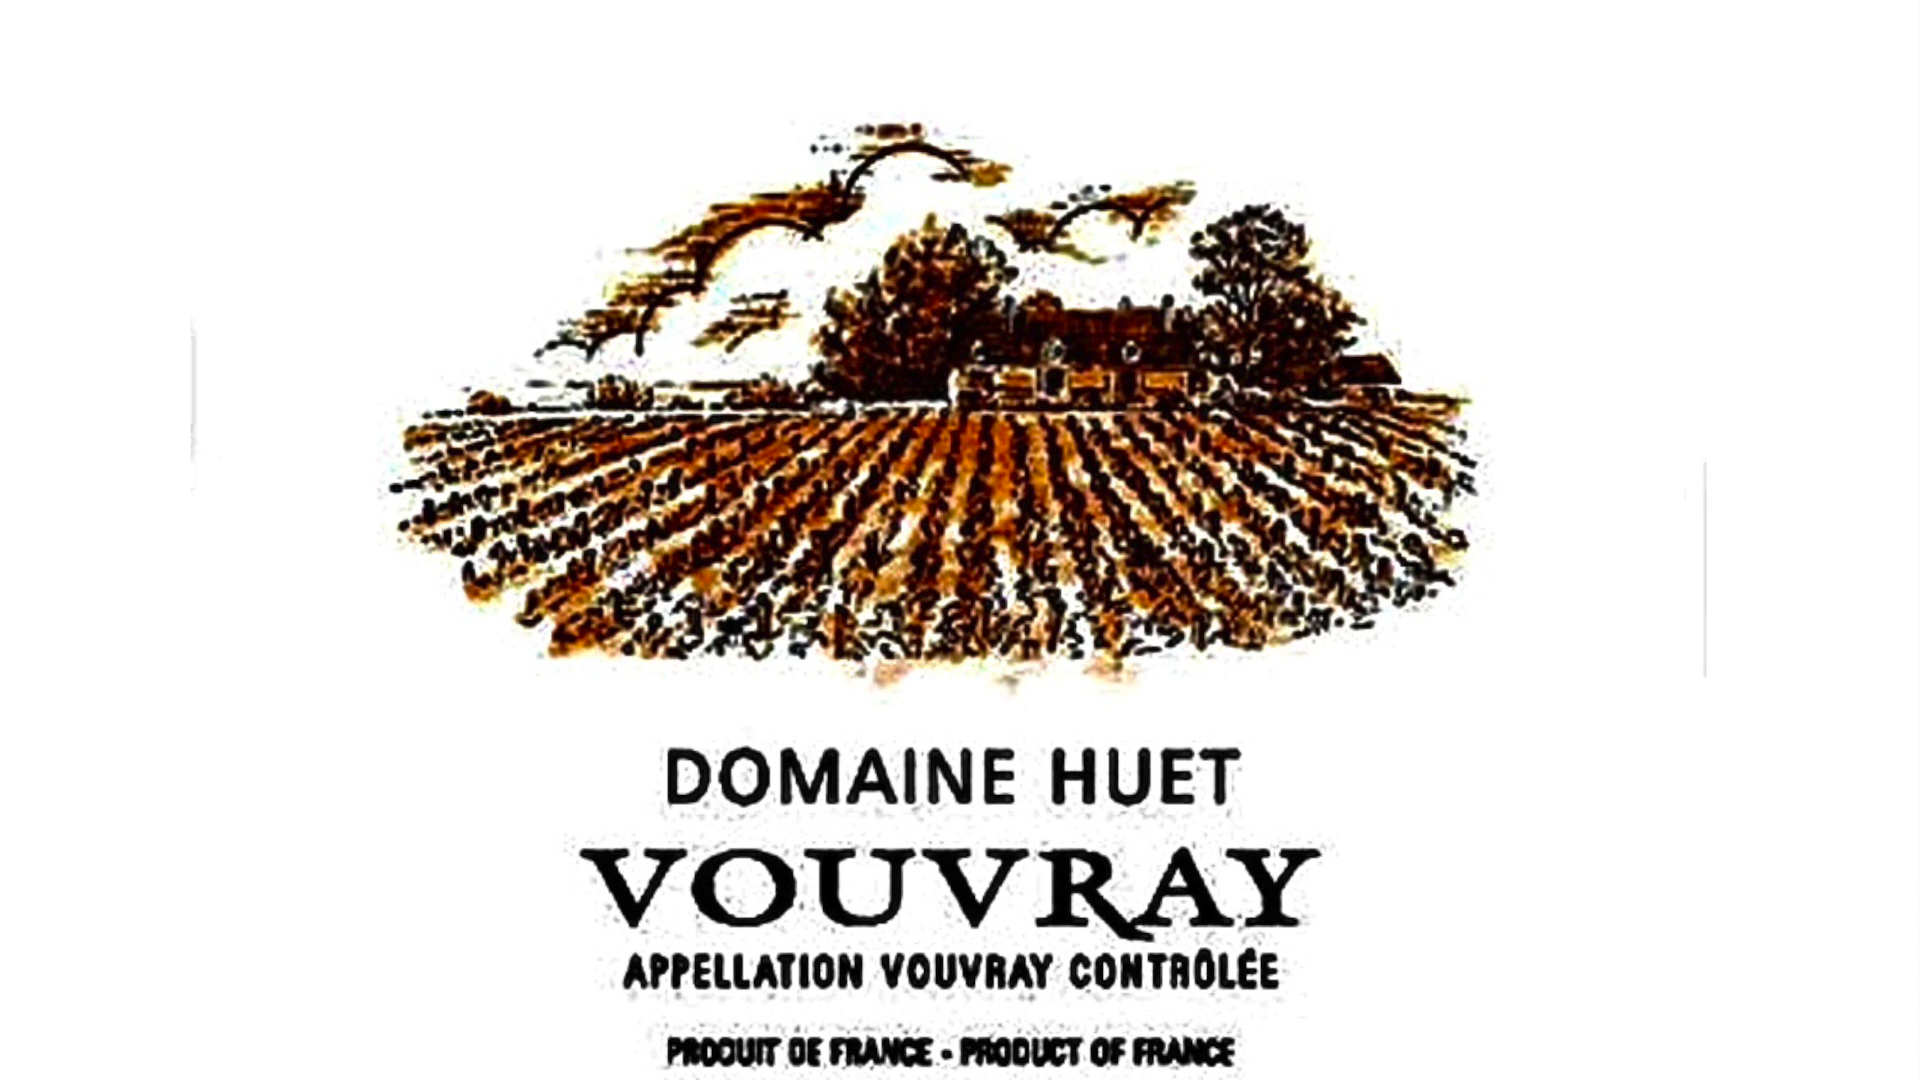 DOMAINE HUET
VOUVRAY
APPELLATION VOUVRAY CONTRÔLÉE
PRODUIT DE FRANCE - PRODUCT OF FRANCE